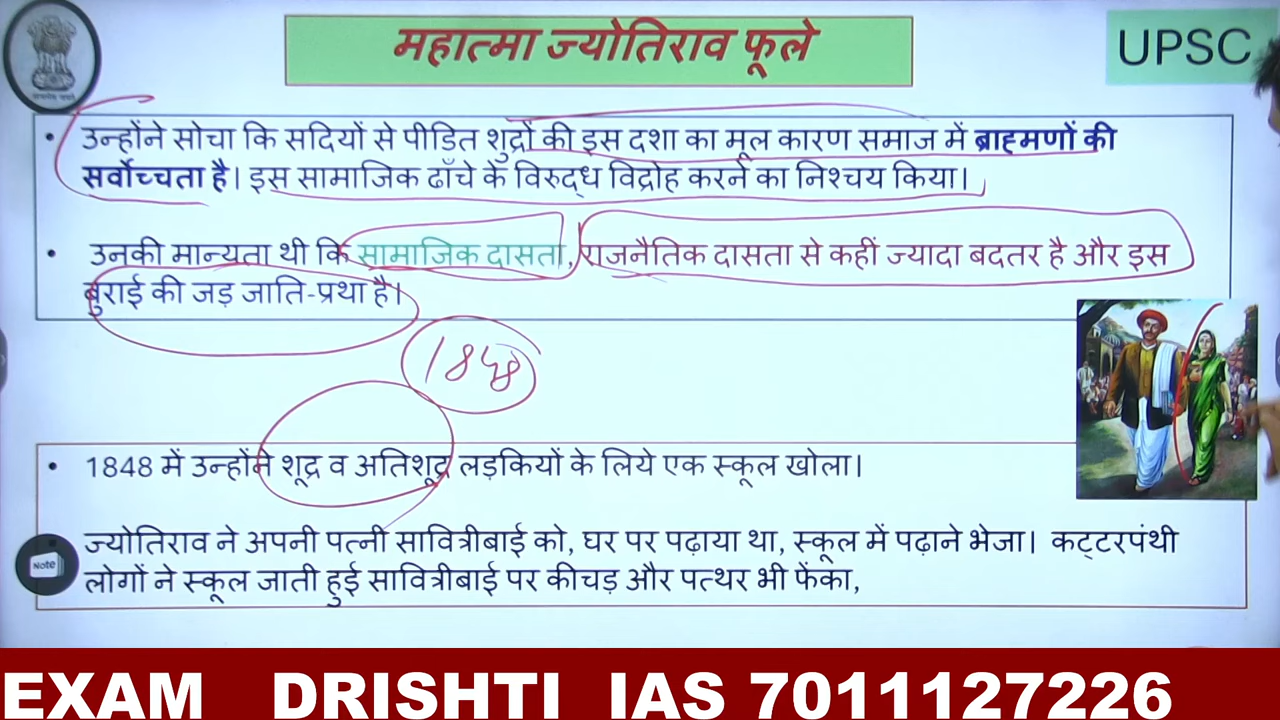 महात्मा ज्योतिराव फूले
UPSC
• उन्होंने सोचा कि सदियों से पीडित शुद्रों की इस दशा का मूल कारण समाज में ब्राह्मणों की
सर्वोच्चता है। इस सामाजिक ढाँचे के विरुद्ध विद्रोह करने का निश्चय किया।
• उनकी मान्यता थी कि सामाजिक दासता, राजनैतिक दासता से कहीं ज्यादा बदतर है और इस
बुराई की जड़ जाति-प्रथा है।
1848
• 1848 में उन्होंने शूद्र व अतिशूद्र लड़कियों के लिये एक स्कूल खोला।
ज्योतिराव ने अपनी पत्नी सावित्रीबाई को, घर पर पढ़ाया था, स्कूल में पढ़ाने भेजा। कट्टरपंथी
Note
लोगों ने स्कूल जाती हुई सावित्रीबाई पर कीचड़ और पत्थर भी फेंका,
EXAM DRISHTI IAS 7011127226